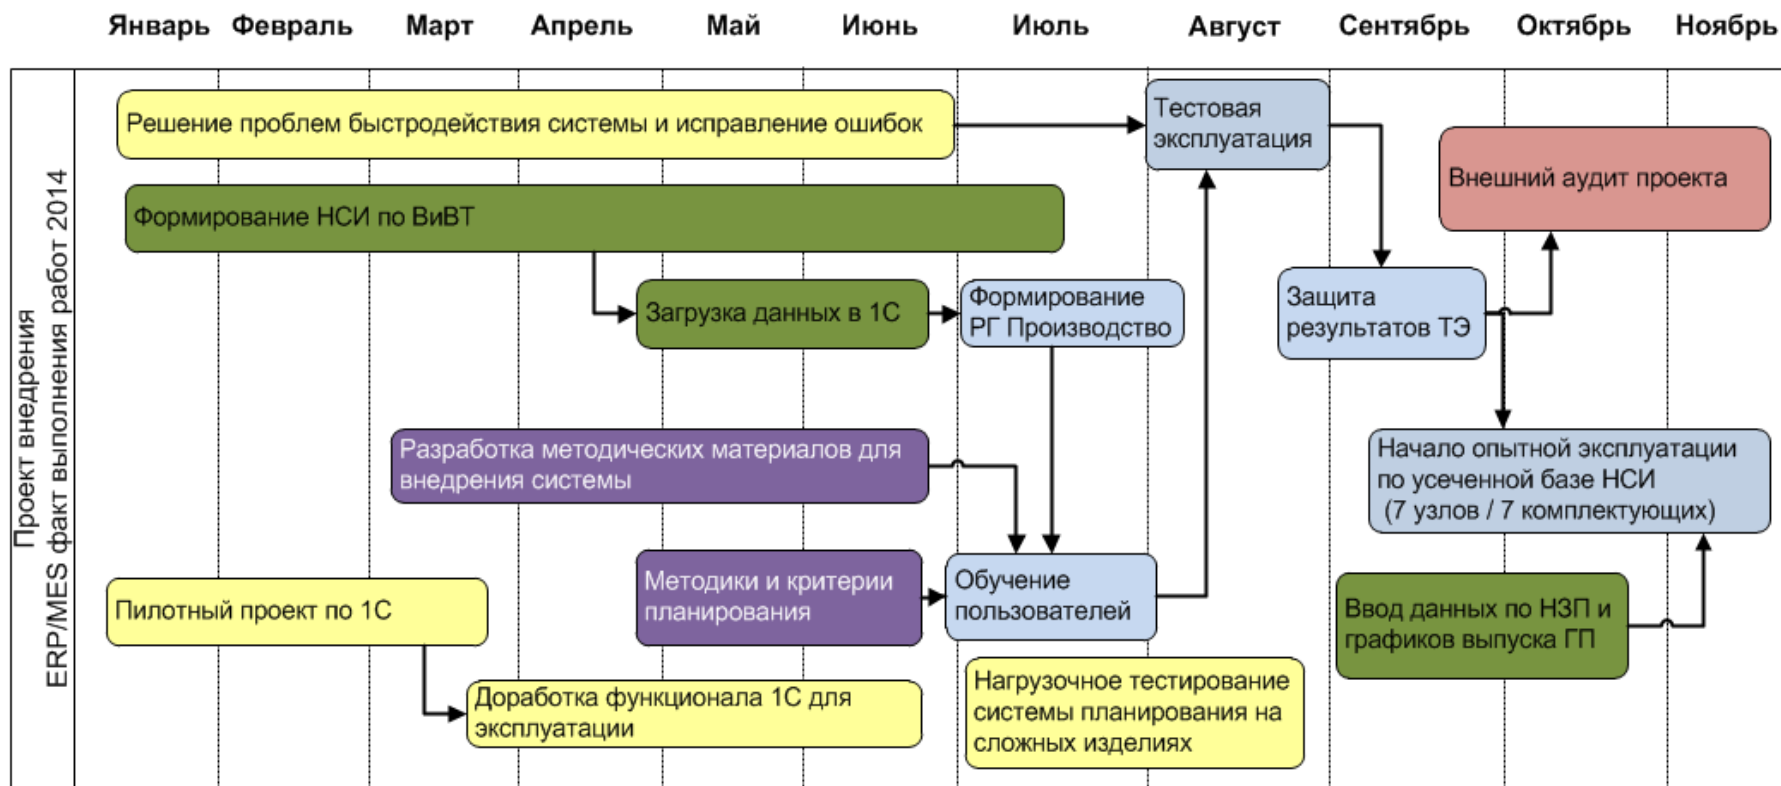 Январь Февраль Март Апрель Май Июнь Июль Август Сентябрь Октябрь Ноябрь
Проект внедрения
ERP/MES факт выполнения работ 2014
Решение проблем быстродействия системы и исправление ошибок
Тестовая
эксплуатация
Внешний аудит проекта
Формирование НСИ по ВиВТ
Загрузка данных в 1С
Формирование
РГ Производство
Защита
результатов ТЭ
Разработка методических материалов для
внедрения системы
Начало опытной эксплуатации
по усеченной базе НСИ
(7 узлов / 7 комплектующих)
Методики и критерии
планирования
Обучение
пользователей
Пилотный проект по 1С
Ввод данных по НЗП и
графиков выпуска ГП
Доработка функционала 1С для
эксплуатации
Нагрузочное тестирование
системы планирования на
сложных изделиях